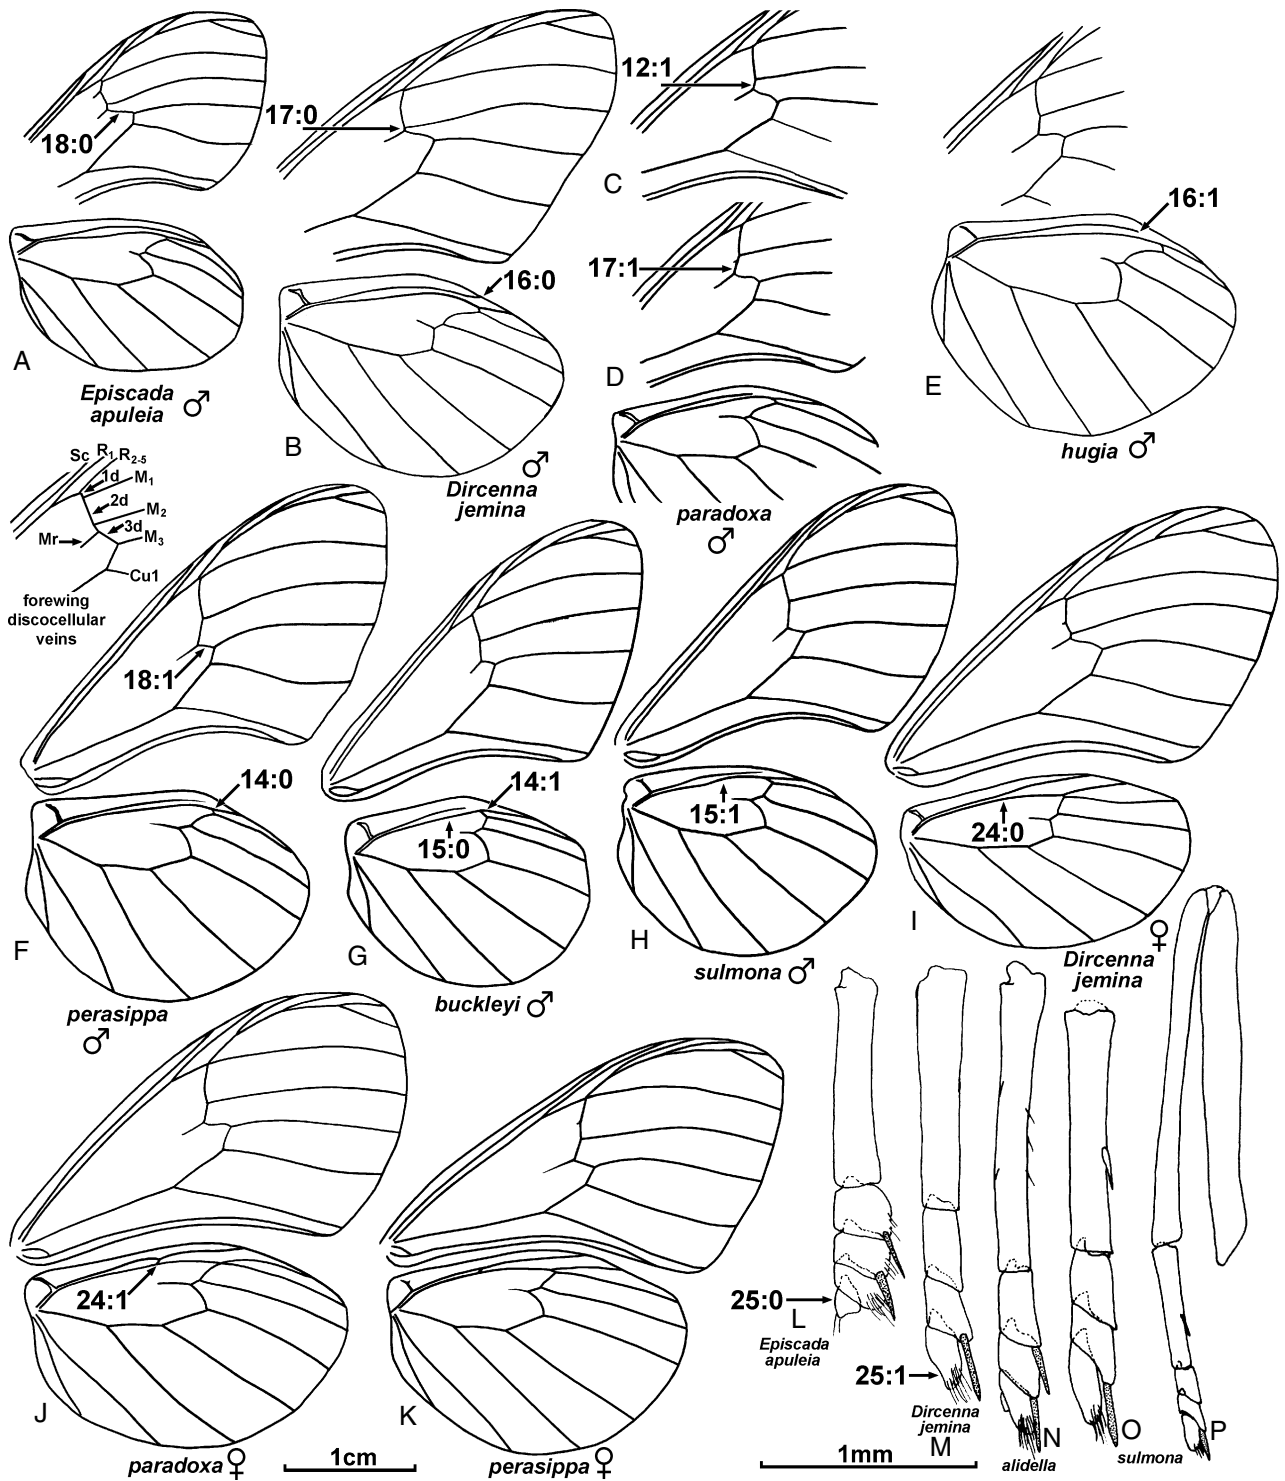 12:1
17:0
18:0
C
16:1
17:1
16:0
A
D
E
Episcada
apuleia ♂
B
hugia ♂
Dircenna
jemina
♂
paradoxa
♂
Sc R1 R2-5
1d
M1
2d
M2
3d
Mr
M3
Cu1
forewing
discocellular
veins
18:1
14:0
14:1
15:0
15:1
24:0
F
G
H
I
perasippa
♂
buckleyi ♂
sulmona ♂
Dircenna ♀
jemina
24:1
25:0
L
Episcada
apuleia
25:1
Dircenna
jemina
M
N
alidella
O
sulmona
P
J
K
paradoxa ♀
1cm
perasippa ♀
1mm